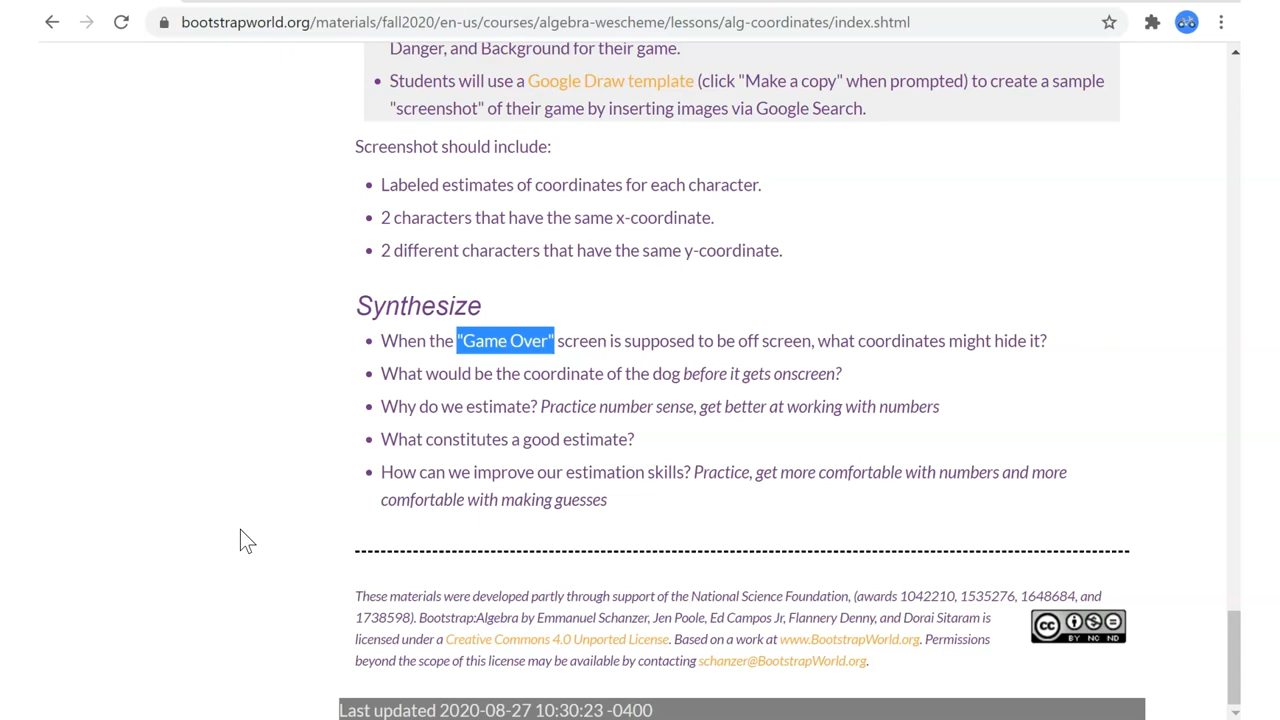 bootstrapworld.org/materials/fall2020/en-us/courses/algebra-wescheme/lessons/alg-coordinates/index.shtml
Danger, and Background for their game.
• Students will use a Google Draw template (click "Make a copy" when prompted) to create a sample
"screenshot" of their game by inserting images via Google Search.
Screenshot should include:
• Labeled estimates of coordinates for each character.
• 2 characters that have the same x-coordinate.
• 2 different characters that have the same y-coordinate.
Synthesize
• When the "Game Over" screen is supposed to be off screen, what coordinates might hide it?
• What would be the coordinate of the dog before it gets onscreen?
• Why do we estimate? Practice number sense, get better at working with numbers
• What constitutes a good estimate?
• How can we improve our estimation skills? Practice, get more comfortable with numbers and more
comfortable with making guesses
These materials were developed partly through support of the National Science Foundation, (awards 1042210, 1535276, 1648684, and
1738598). Bootstrap:Algebra by Emmanuel Schanzer, Jen Poole, Ed Campos Jr, Flannery Denny, and Dorai Sitaram is
licensed under a Creative Commons 4.0 Unported License. Based on a work at www.BootstrapWorld.org. Permissions
beyond the scope of this license may be available by contacting schanzer@BootstrapWorld.org.
cc
BY NC ND
Last updated 2020-08-27 10:30:23 -0400